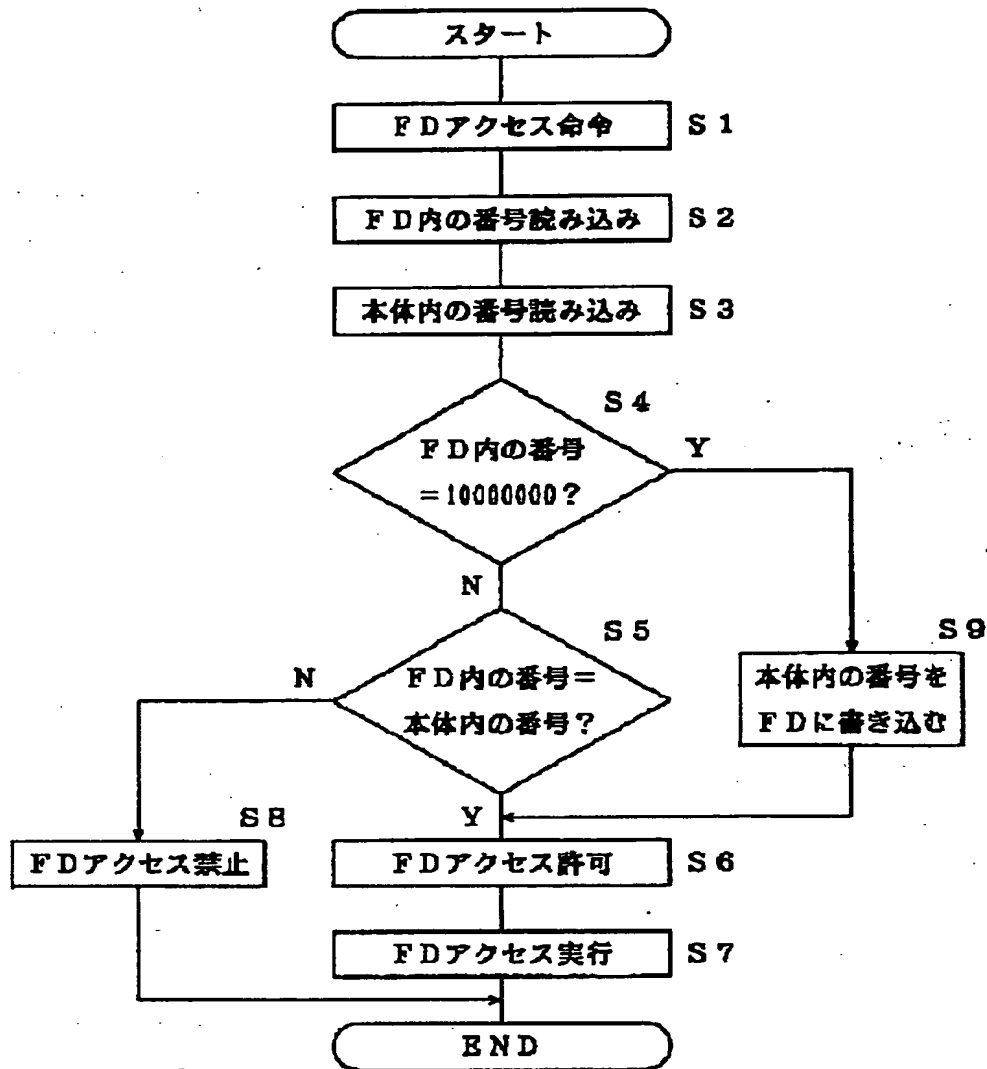 スタート
FDアクセス命令 S1
FD内の番号読み込み S2
本体内の番号読み込み S3
S4
FD内の番号
=10000000?
Y
N
S5
FD内の番号=
本体内の番号?
N
Y
S9
本体内の番号を
FDに書き込む
S8
FDアクセス禁止
FDアクセス許可 S6
FDアクセス実行 S7
END